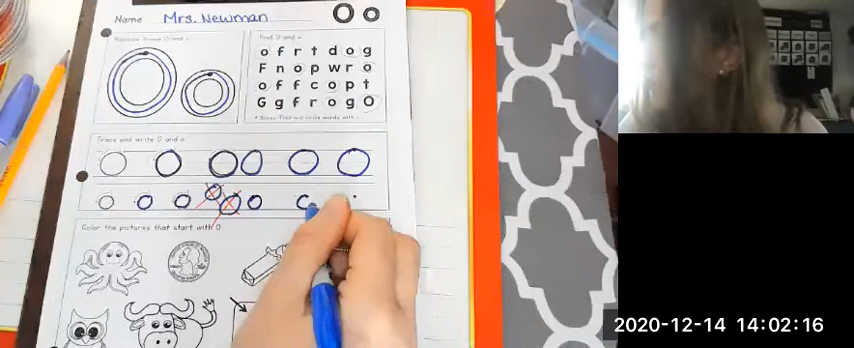 Name Mrs. Newman
O o
Rainbow trace O and o
Find O and o
o f r t d o g
F n o p w r o
o f f c o p t
G g f r o g O
Trace and write O and o
Color the pictures that start with O
2020-12-14 14:02:16